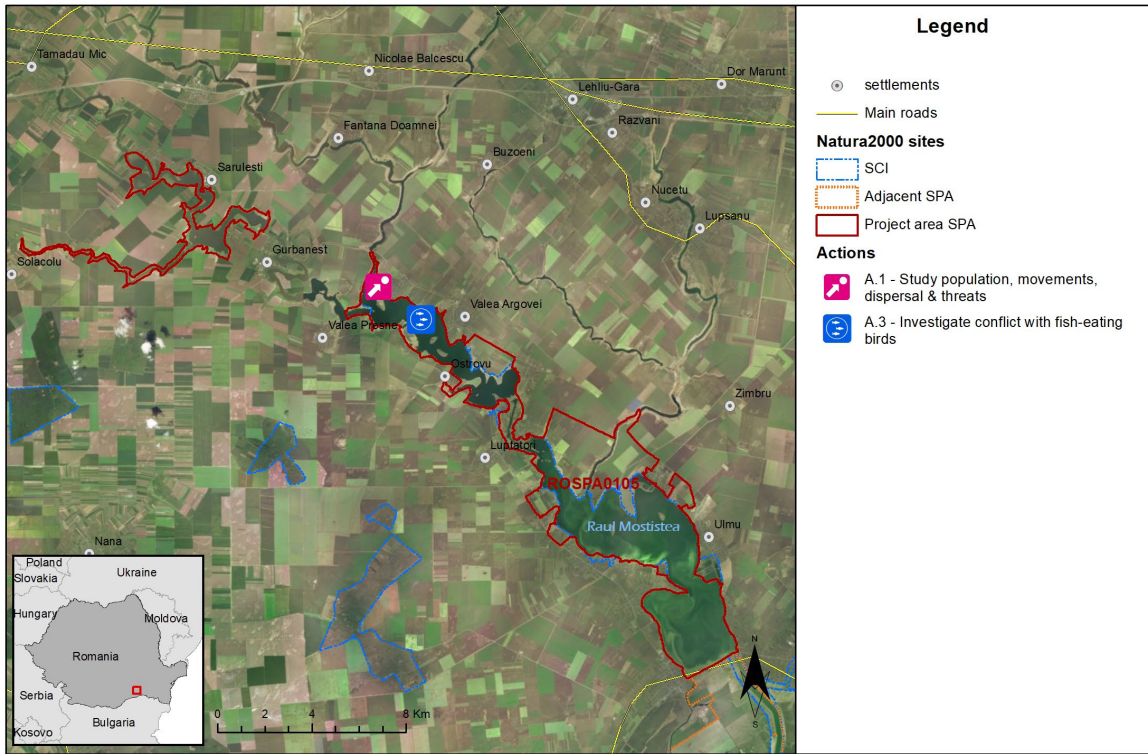 Tamadau Mic
Nicolae Balcescu
Dor Marunt
Lehliu-Gara
Razvani
Fantana Doamnei
Buzoeni
Sarulesti
Nucetu
Lupsanu
Gurbanest
Solacolu
Valea Argovei
Valea Presne
Ostrovu
Zimbru
Luptatori
ROSPA0105
Raul Mostistea
Ulmu
Nana
Poland
Slovakia
Ukraine
Hungary
Moldova
Romania
Serbia
Bulgaria
Kosovo
0 2 4 8 Km
N
S
Legend
settlements
Main roads
Natura2000 sites
SCI
Adjacent SPA
Project area SPA
Actions
A.1 - Study population, movements,
dispersal & threats
A.3 - Investigate conflict with fish-eating
birds